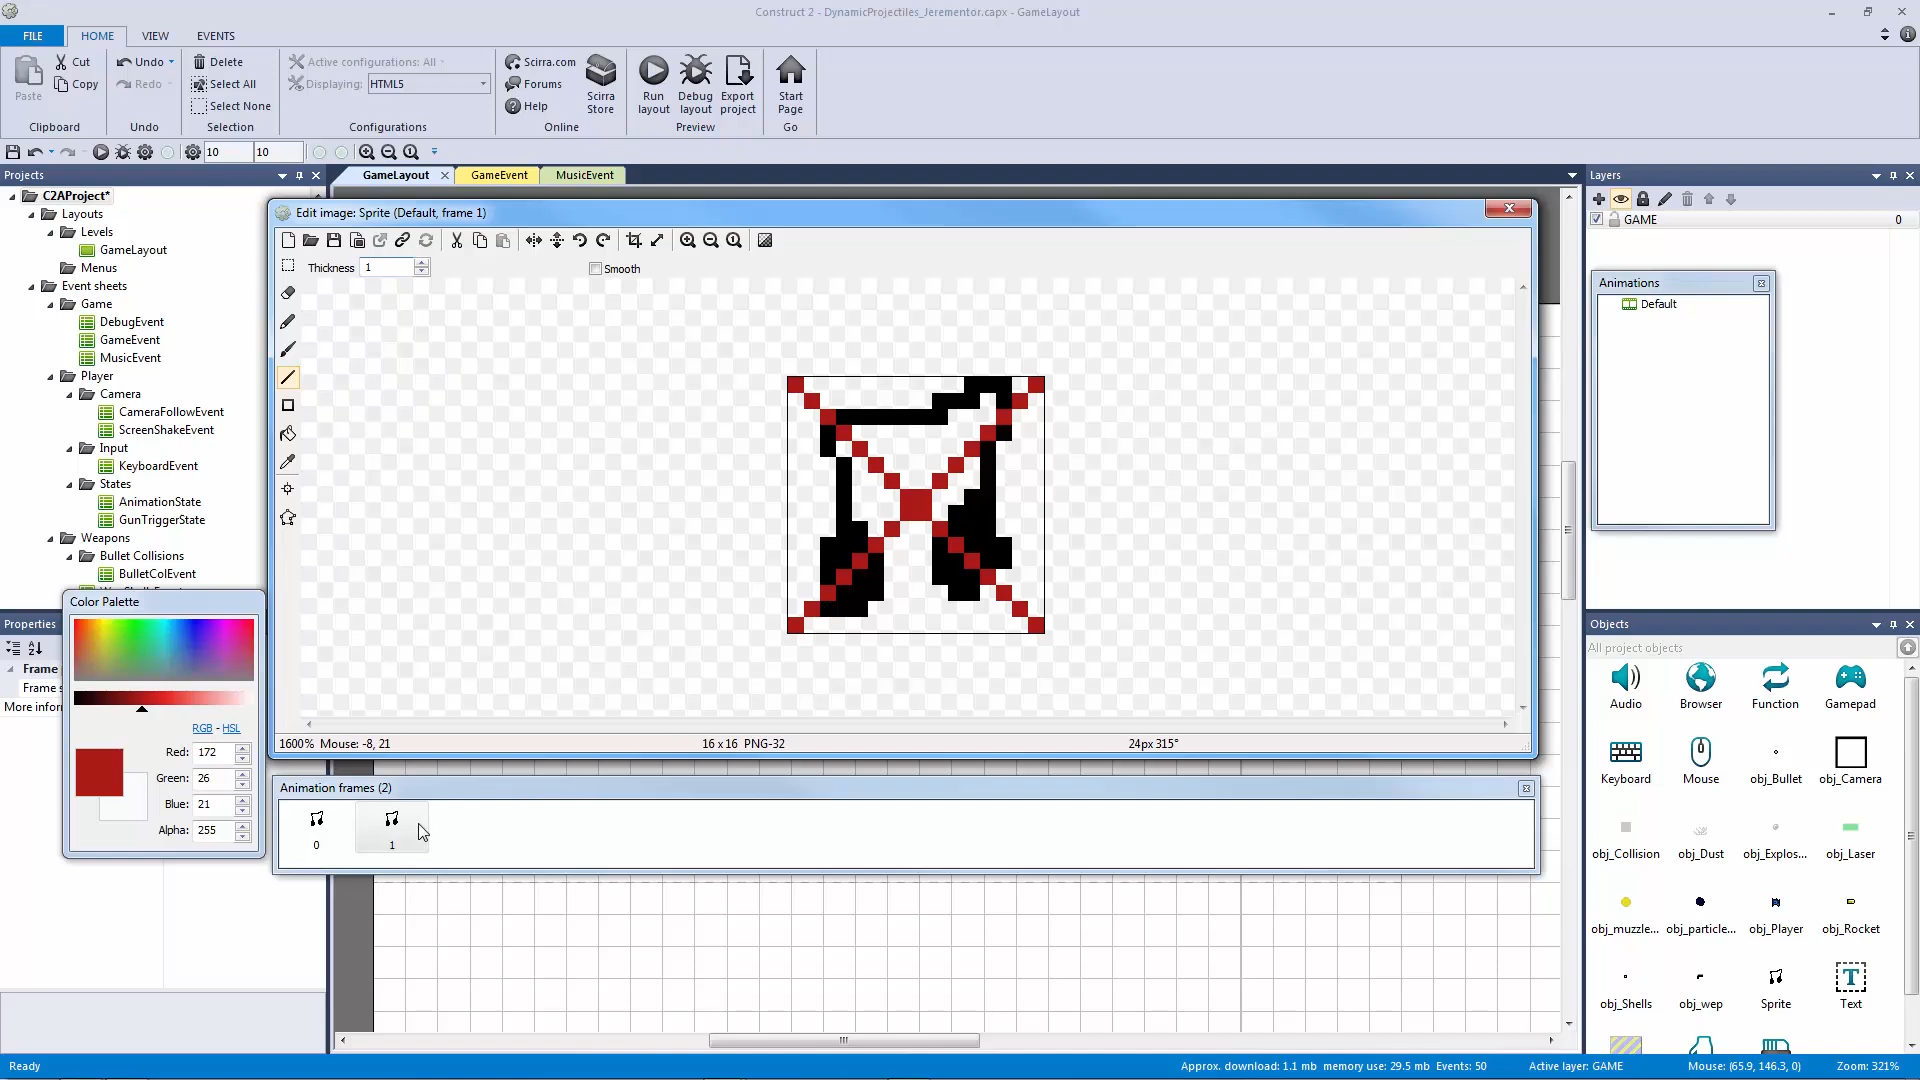 Construct 2 - DynamicProjectiles_Jerementor.capx - GameLayout
FILE HOME VIEW EVENTS
Paste Cut Copy Clipboard
Undo Redo Undo
Delete Select All Select None Selection
Active configurations: All
Displaying: HTML5
Configurations
Scirra.com Forums Help Scirra Store Online
Run layout Debug layout Export project Preview
Start Page Go
10 10
Projects
GameLayout GameEvent MusicEvent
Layers
C2AProject*
Layouts
Levels
GameLayout
Menus
Event sheets
Game
DebugEvent
GameEvent
MusicEvent
Player
Camera
CameraFollowEvent
ScreenShakeEvent
Input
KeyboardEvent
States
AnimationState
GunTriggerState
Weapons
Bullet Collisions
BulletColEvent
Edit image: Sprite (Default, frame 1)
Thickness 1 Smooth
1600% Mouse: -8, 21 16 x 16 PNG-32 24px 315°
GAME 0
Animations
Default
Properties
Frame
Frame s
More infor
Color Palette
RGB - HSL
Red: 172
Green: 26
Blue: 21
Alpha: 255
Animation frames (2)
0 1
Objects
All project objects
Audio Browser Function Gamepad
Keyboard Mouse obj_Bullet obj_Camera
obj_Collision obj_Dust obj_Explos... obj_Laser
obj_muzzle... obj_particle... obj_Player obj_Rocket
obj_Shells obj_wep Sprite Text
Ready Approx. download: 1.1 mb memory use: 29.5 mb Events: 50 Active layer: GAME Mouse: (65.9, 146.3, 0) Zoom: 321%